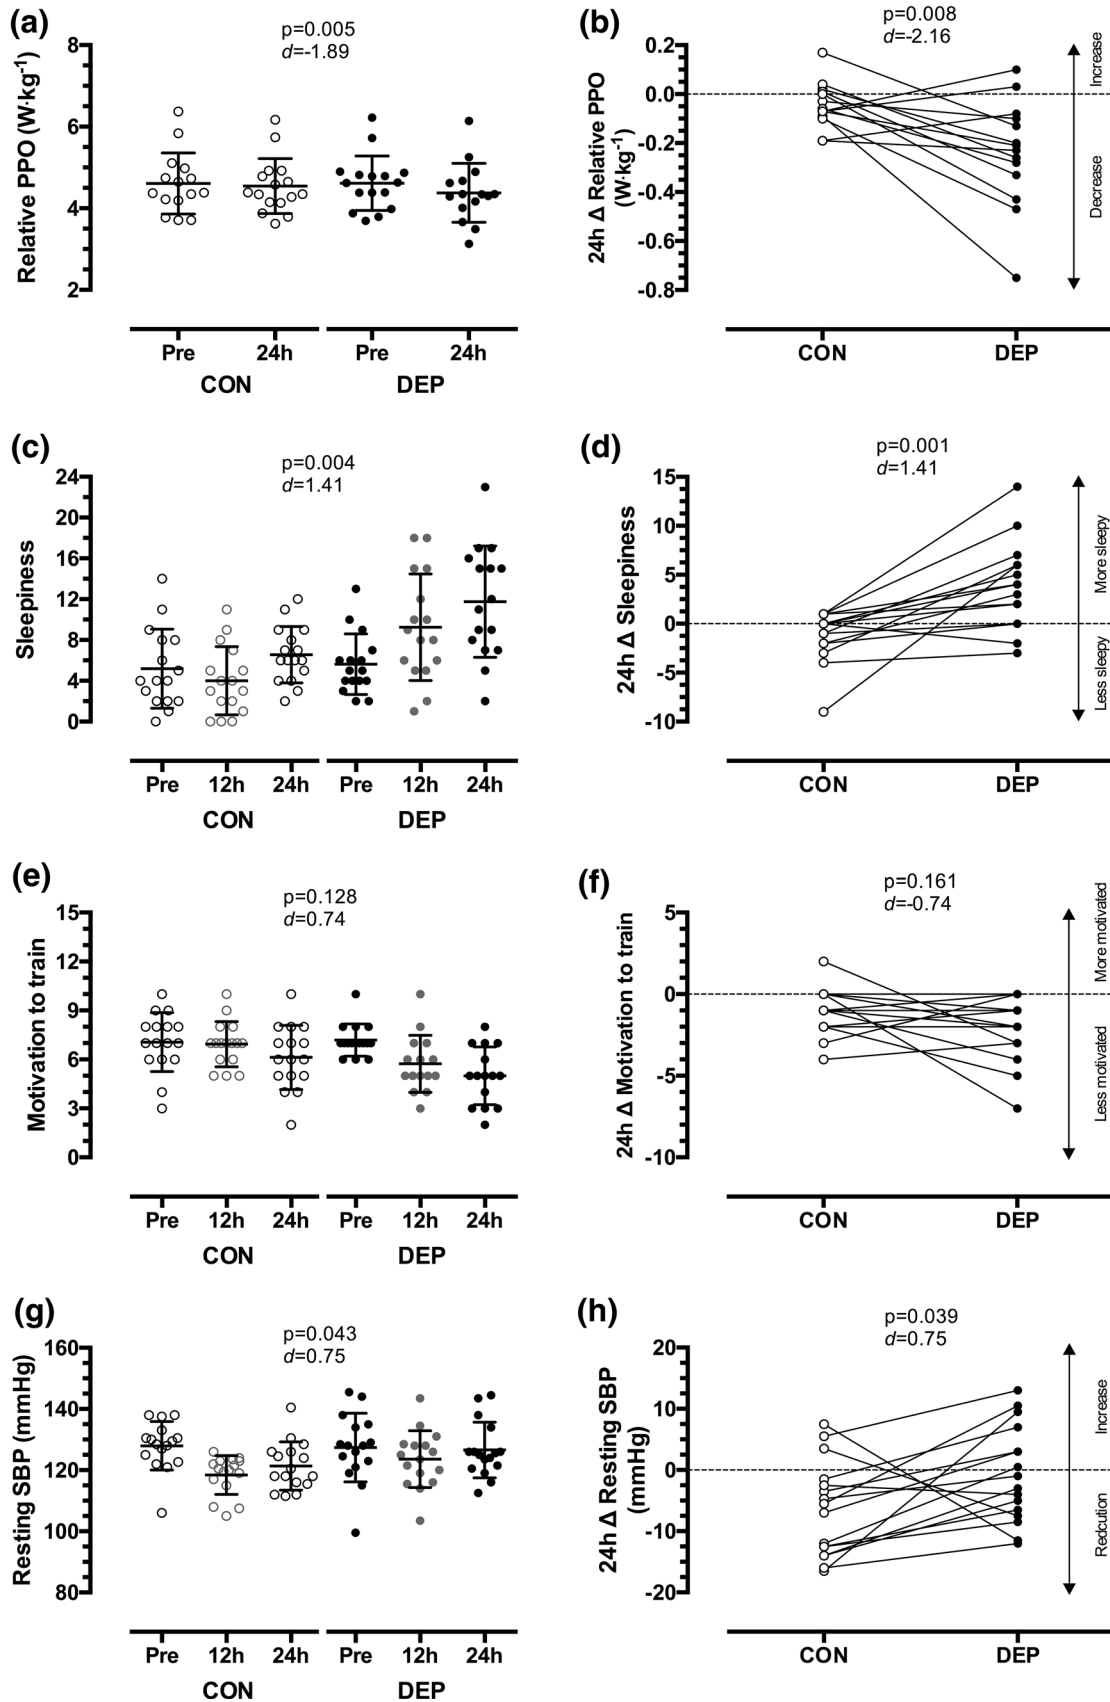 (a)
p=0.005
d=-1.89
Relative PPO (W·kg-1)
8
6
4
2
Pre
24h
Pre
24h
CON
DEP
(b)
p=0.008
d=-2.16
24h Δ Relative PPO
(W·kg-1)
0.2
0.0
-0.2
-0.4
-0.6
-0.8
Increase
Decrease
CON
DEP
(c)
p=0.004
d=1.41
Sleepiness
24
20
16
12
8
4
0
Pre
12h
24h
Pre
12h
24h
CON
DEP
(d)
p=0.001
d=1.41
24h Δ Sleepiness
15
10
5
0
-5
-10
More sleepy
Less sleepy
CON
DEP
(e)
p=0.128
d=0.74
Motivation to train
15
12
9
6
3
0
Pre
12h
24h
Pre
12h
24h
CON
DEP
(f)
p=0.161
d=-0.74
24h Δ Motivation to train
5
0
-5
-10
More motivated
Less motivated
CON
DEP
(g)
p=0.043
d=0.75
Resting SBP (mmHg)
160
140
120
100
80
Pre
12h
24h
Pre
12h
24h
CON
DEP
(h)
p=0.039
d=0.75
24h Δ Resting SBP
(mmHg)
20
10
0
-10
-20
Increase
Redcution
CON
DEP